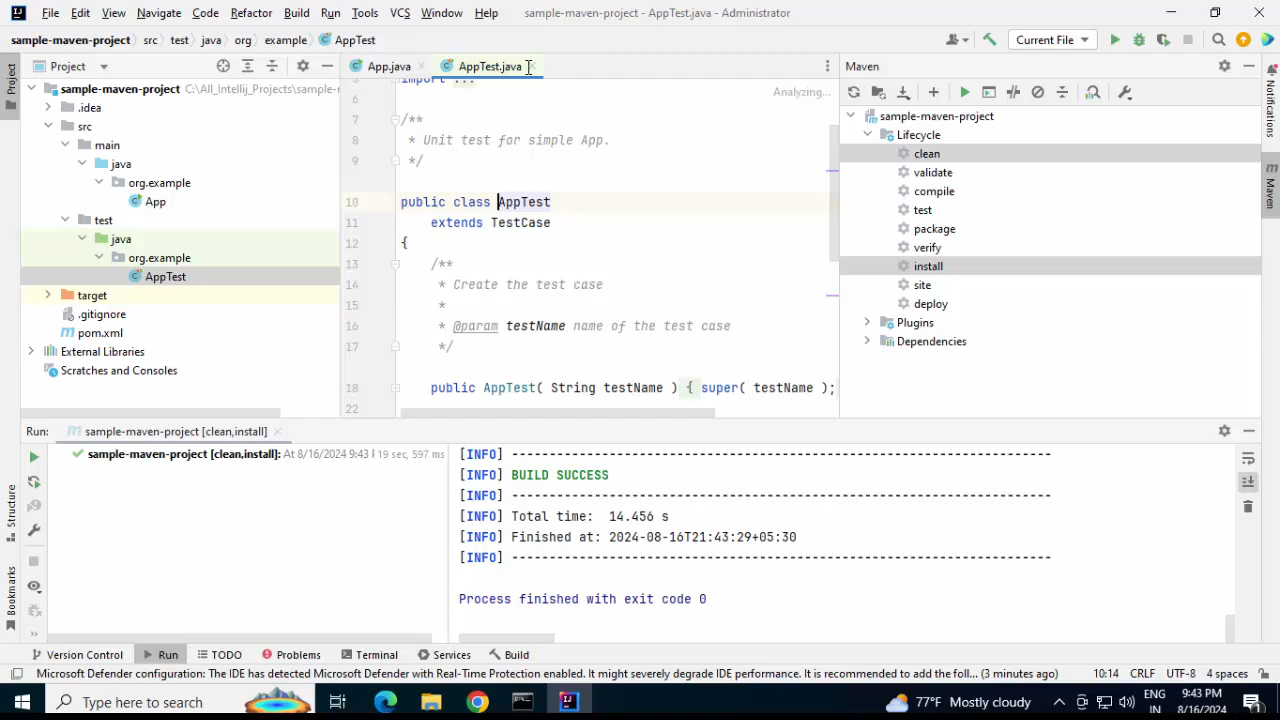 File Edit View Navigate Code Refactor Build Run Tools VCS Window Help sample-maven-project - AppTest.java - Administrator
sample-maven-project src test java org example AppTest Current File
Project
Project
sample-maven-project C:\All_Intellij_Projects\sample-r
.idea
src
main
java
org.example
App
test
java
org.example
AppTest
target
.gitignore
pom.xml
External Libraries
Scratches and Consoles
App.java AppTest.java
Analyzing...
import ...
6
7 /**
8 * Unit test for simple App.
9 */
10 public class AppTest
11 extends TestCase
12 {
13 /**
14 * Create the test case
15 *
16 * @param testName name of the test case
17 */
18 public AppTest( String testName ) { super( testName );
22
Maven
sample-maven-project
Lifecycle
clean
validate
compile
test
package
verify
install
site
deploy
Plugins
Dependencies
Notifications
Maven
Run: sample-maven-project [clean,install]
sample-maven-project [clean,install]: At 8/16/2024 9:43 P 19 sec, 597 ms
[INFO] ------------------------------------------------------------------------
[INFO] BUILD SUCCESS
[INFO] ------------------------------------------------------------------------
[INFO] Total time:  14.456 s
[INFO] Finished at: 2024-08-16T21:43:29+05:30
[INFO] ------------------------------------------------------------------------
Process finished with exit code 0
Structure
Bookmarks
Version Control Run TODO Problems Terminal Services Build
Microsoft Defender configuration: The IDE has detected Microsoft Defender with Real-Time Protection enabled. It might severely degrade IDE performance. It is recommended to add the foll... (3 minutes ago) 10:14 CRLF UTF-8 4 spaces
Type here to search
77°F Mostly cloudy
ENG
IN
9:43 PM
8/16/2024
1